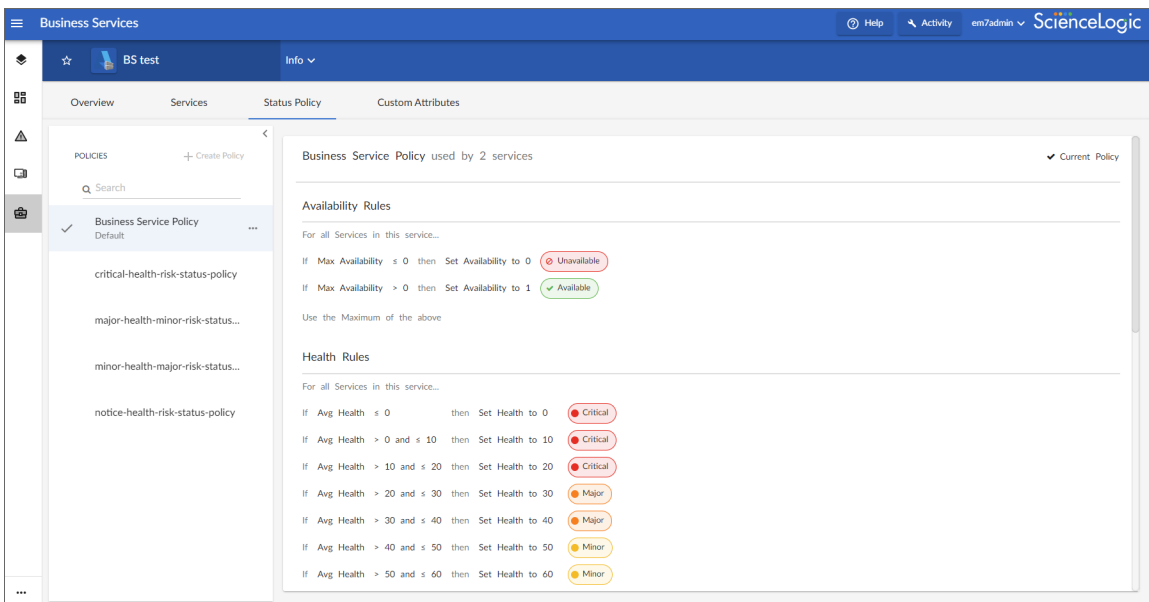 Business Services
Help
Activity
em7admin
ScienceLogic
BS test
Info
Overview Services Status Policy Custom Attributes
POLICIES
Create Policy
Search
Business Service Policy
Default
critical-health-risk-status-policy
major-health-minor-risk-status...
minor-health-major-risk-status...
notice-health-risk-status-policy
Business Service Policy used by 2 services
Current Policy
Availability Rules
For all Services in this service...
If Max Availability ≤ 0 then Set Availability to 0 Unavailable
If Max Availability > 0 then Set Availability to 1 Available
Use the Maximum of the above
Health Rules
For all Services in this service...
If Avg Health ≤ 0 then Set Health to 0 Critical
If Avg Health > 0 and ≤ 10 then Set Health to 10 Critical
If Avg Health > 10 and ≤ 20 then Set Health to 20 Critical
If Avg Health > 20 and ≤ 30 then Set Health to 30 Major
If Avg Health > 30 and ≤ 40 then Set Health to 40 Major
If Avg Health > 40 and ≤ 50 then Set Health to 50 Minor
If Avg Health > 50 and ≤ 60 then Set Health to 60 Minor